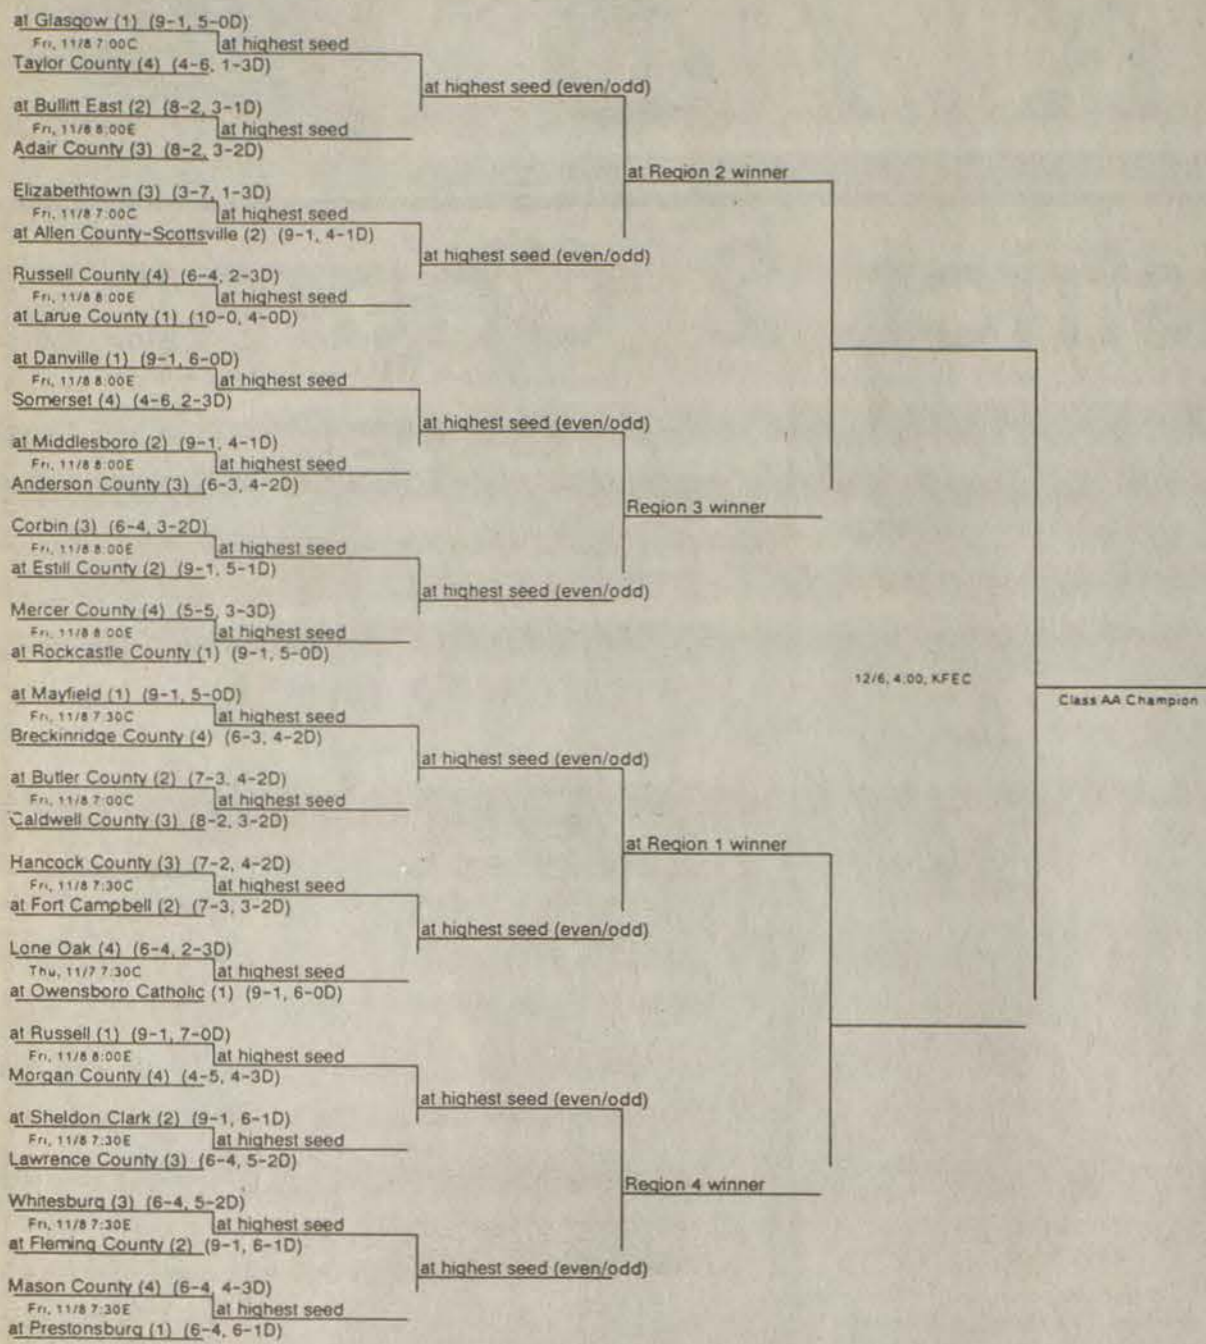 at Glasgow (1) (9-1, 5-0D)
Fri, 11/8 7:00C
at highest seed
Taylor County (4) (4-6, 1-3D)
at highest seed (even/odd)
at Bullitt East (2) (8-2, 3-1D)
Fri, 11/8 8:00E
at highest seed
Adair County (3) (8-2, 3-2D)
at Region 2 winner
Elizabethtown (3) (3-7, 1-3D)
Fri, 11/8 7:00C
at highest seed
at Allen County-Scottsville (2) (9-1, 4-1D)
at highest seed (even/odd)
Russell County (4) (6-4, 2-3D)
Fri, 11/8 8:00E
at highest seed
at Larue County (1) (10-0, 4-0D)
at Danville (1) (9-1, 6-0D)
Fri, 11/8 8:00E
at highest seed
Somerset (4) (4-6, 2-3D)
at highest seed (even/odd)
at Middlesboro (2) (9-1, 4-1D)
Fri, 11/8 8:00E
at highest seed
Anderson County (3) (6-3, 4-2D)
Region 3 winner
Corbin (3) (6-4, 3-2D)
Fri, 11/8 8:00E
at highest seed
at Estill County (2) (9-1, 5-1D)
at highest seed (even/odd)
Mercer County (4) (5-5, 3-3D)
Fri, 11/8 8:00E
at highest seed
at Rockcastle County (1) (9-1, 5-0D)
12/6, 4:00, KFEC
Class AA Champion
at Mayfield (1) (9-1, 5-0D)
Fri, 11/8 7:30C
at highest seed
Breckinridge County (4) (6-3, 4-2D)
at highest seed (even/odd)
at Butler County (2) (7-3, 4-2D)
Fri, 11/8 7:00C
at highest seed
Caldwell County (3) (8-2, 3-2D)
at Region 1 winner
Hancock County (3) (7-2, 4-2D)
Fri, 11/8 7:30C
at highest seed
at Fort Campbell (2) (7-3, 3-2D)
at highest seed (even/odd)
Lone Oak (4) (6-4, 2-3D)
Thu, 11/7 7:30C
at highest seed
at Owensboro Catholic (1) (9-1, 6-0D)
at Russell (1) (9-1, 7-0D)
Fri, 11/8 8:00E
at highest seed
Morgan County (4) (4-5, 4-3D)
at highest seed (even/odd)
at Sheldon Clark (2) (9-1, 6-1D)
Fri, 11/8 7:30E
at highest seed
Lawrence County (3) (6-4, 5-2D)
Region 4 winner
Whitesburg (3) (6-4, 5-2D)
Fri, 11/8 7:30E
at highest seed
at Fleming County (2) (9-1, 6-1D)
at highest seed (even/odd)
Mason County (4) (6-4, 4-3D)
Fri, 11/8 7:30E
at highest seed
at Prestonsburg (1) (6-4, 6-1D)